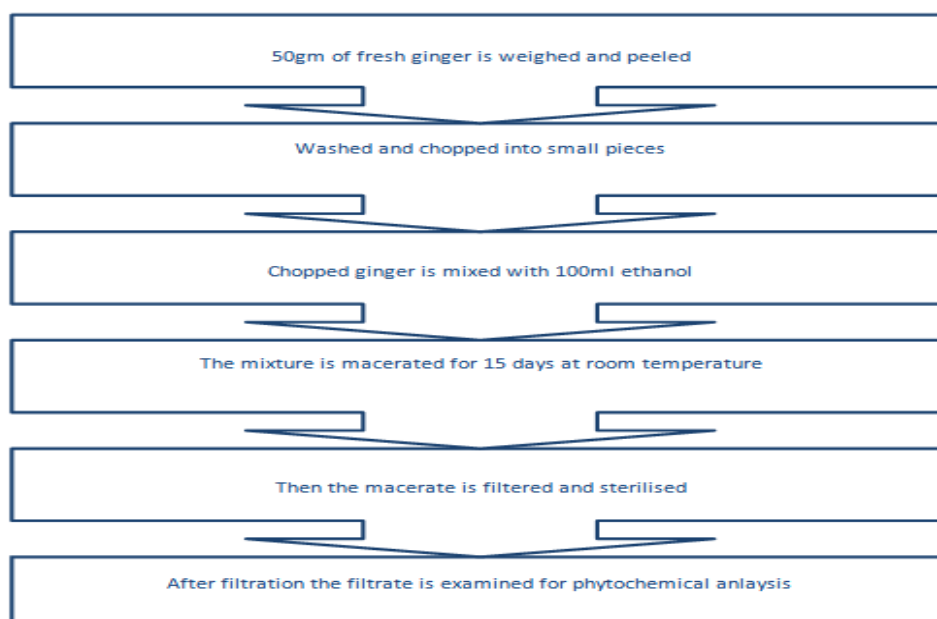 50gm of fresh ginger is weighed and peeled
Washed and chopped into small pieces
Chopped ginger is mixed with 100ml ethanol
The mixture is macerated for 15 days at room temperature
Then the macerate is filtered and sterilised
After filtration the filtrate is examined for phytochemical anlaysis